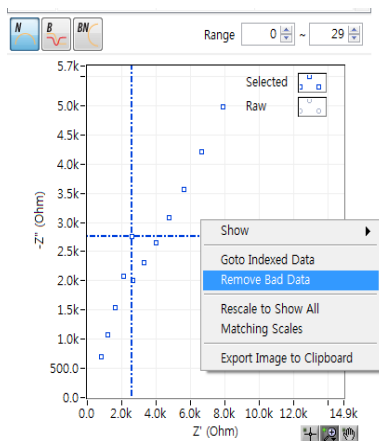 N B BN Range 0 ~ 29
5.7k
Selected
5.0k
Raw
4.5k
4.0k
3.5k
3.0k
2.5k
2.0k
1.5k
1.0k
500.0
0.0
-Z" (Ohm)
Show
Goto Indexed Data
Remove Bad Data
Rescale to Show All
Matching Scales
Export Image to Clipboard
0.0 2.0k 4.0k 6.0k 8.0k 10.0k 12.0k 14.9k
Z' (Ohm)